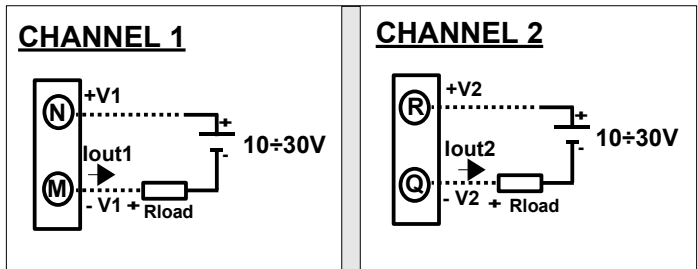 CHANNEL 1
N
+V1
+
10÷30V
-
Iout1
M
- V1 + Rload
CHANNEL 2
R
+V2
+
10÷30V
-
Iout2
Q
- V2 + Rload